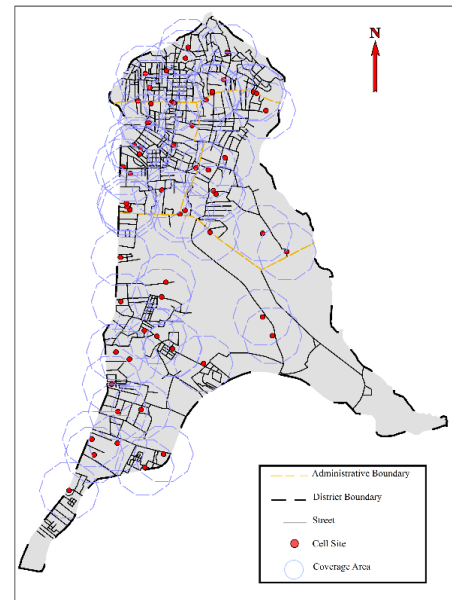 N
Administrative Boundary
District Boundary
Street
Cell Site
Coverage Area